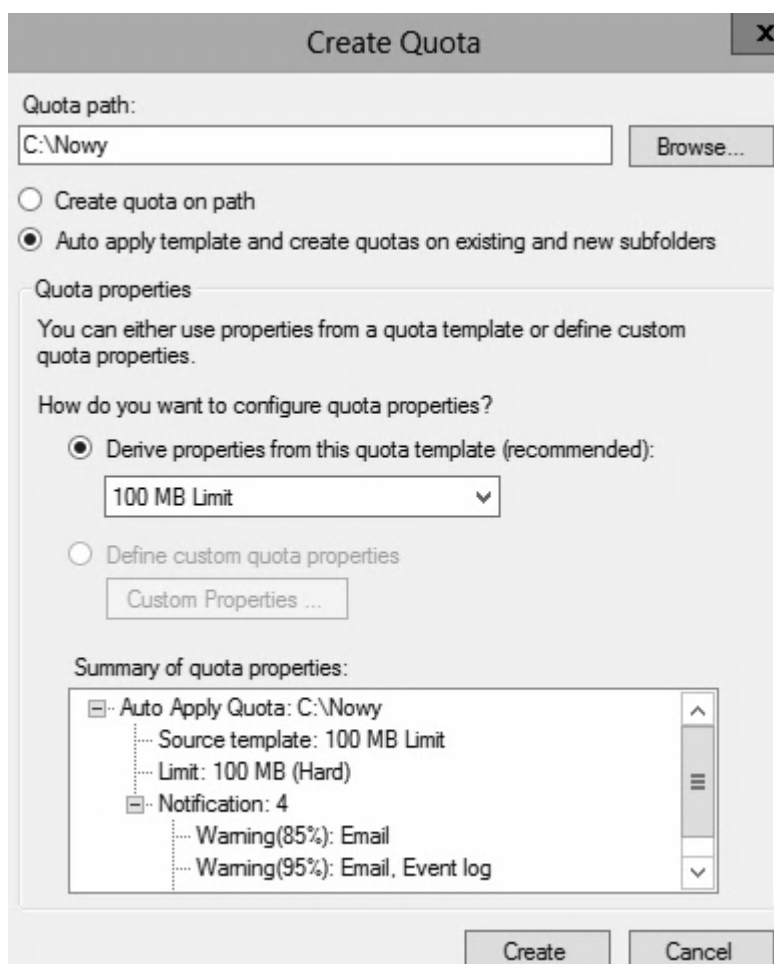 Create Quota
x
Quota path:
C:\Nowy
Browse...
Create quota on path
Auto apply template and create quotas on existing and new subfolders
Quota properties
You can either use properties from a quota template or define custom
quota properties.
How do you want to configure quota properties?
Derive properties from this quota template (recommended):
100 MB Limit
Define custom quota properties
Custom Properties ...
Summary of quota properties:
Auto Apply Quota: C:\Nowy
Source template: 100 MB Limit
Limit: 100 MB (Hard)
Notification: 4
Warning(85%): Email
Warning(95%): Email, Event log
Create
Cancel